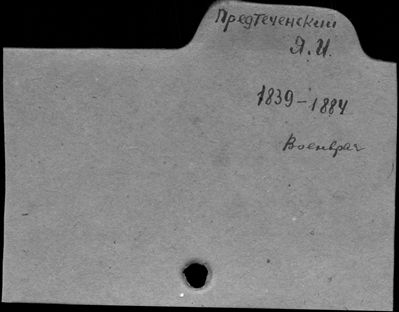 Предтеченский
Я.И.
1839-1884
Военврач